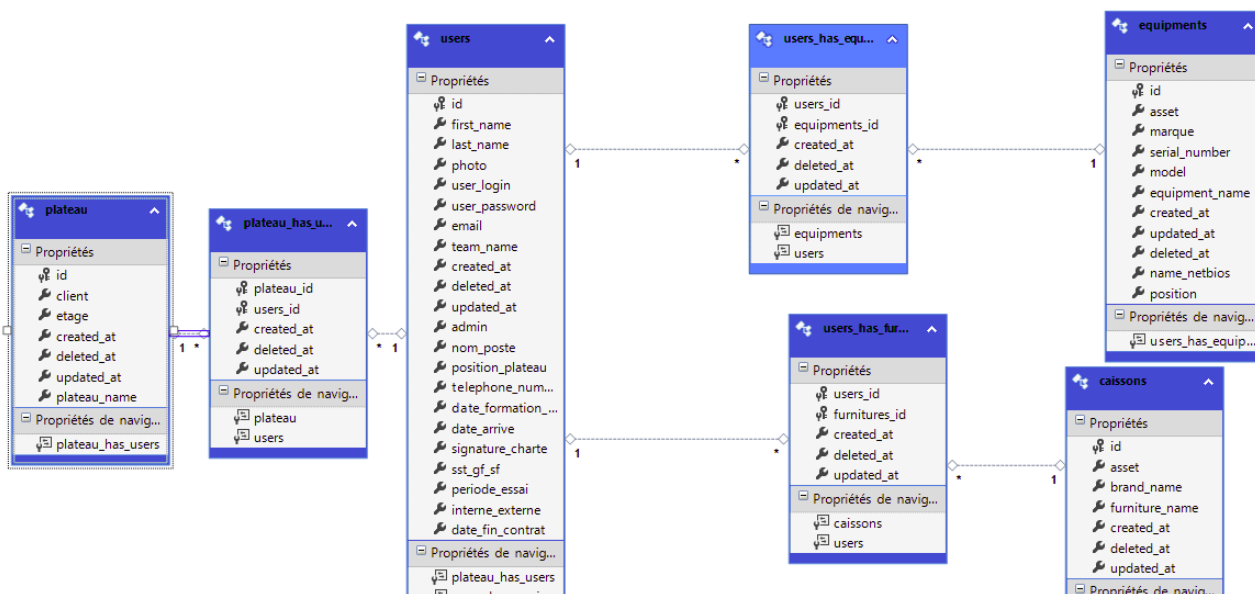 plateau
Propriétés
id
client
etage
created_at
deleted_at
updated_at
plateau_name
Propriétés de navig...
plateau_has_users
1 *
plateau_has_u...
Propriétés
plateau_id
users_id
created_at
deleted_at
updated_at
Propriétés de navig...
plateau
users
* 1
users
Propriétés
id
first_name
last_name
photo
user_login
user_password
email
team_name
created_at
deleted_at
updated_at
admin
nom_poste
position_plateau
telephone_num...
date_formation_...
date_arrive
signature_charte
sst_gf_sf
periode_essai
interne_externe
date_fin_contrat
Propriétés de navig...
plateau_has_users
1
*
1
*
users_has_equ...
Propriétés
users_id
equipments_id
created_at
deleted_at
updated_at
Propriétés de navig...
equipments
users
*
1
users_has_fur...
Propriétés
users_id
furnitures_id
created_at
deleted_at
updated_at
Propriétés de navig...
caissons
users
*
1
equipments
Propriétés
id
asset
marque
serial_number
model
equipment_name
created_at
updated_at
deleted_at
name_netbios
position
Propriétés de navig...
users_has_equip...
caissons
Propriétés
id
asset
brand_name
furniture_name
created_at
deleted_at
updated_at
Propriétés de navig...